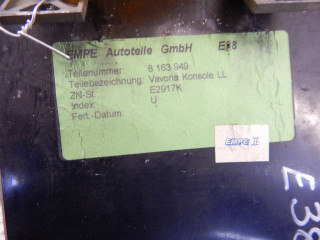 EMPE Autoteile GmbH E38
Teilenummer: 8 163 949
Teilebezeichnung: Vavona Konsole LL
ZN-St. E2917K
Index: U
Fert.-Datum:
EMPE II
E38